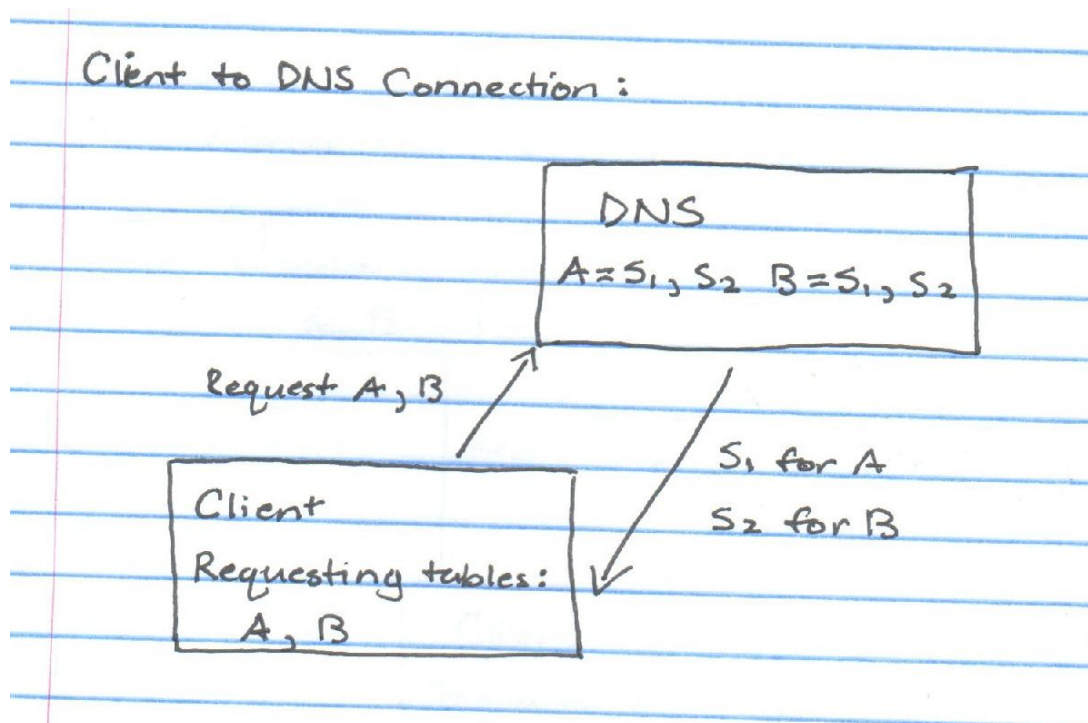 Client to DNS Connection:
DNS
A=S₁, S₂ B=S₁, S₂
Request A, B
S₁ for A
S₂ for B
Client
Requesting tables:
A, B